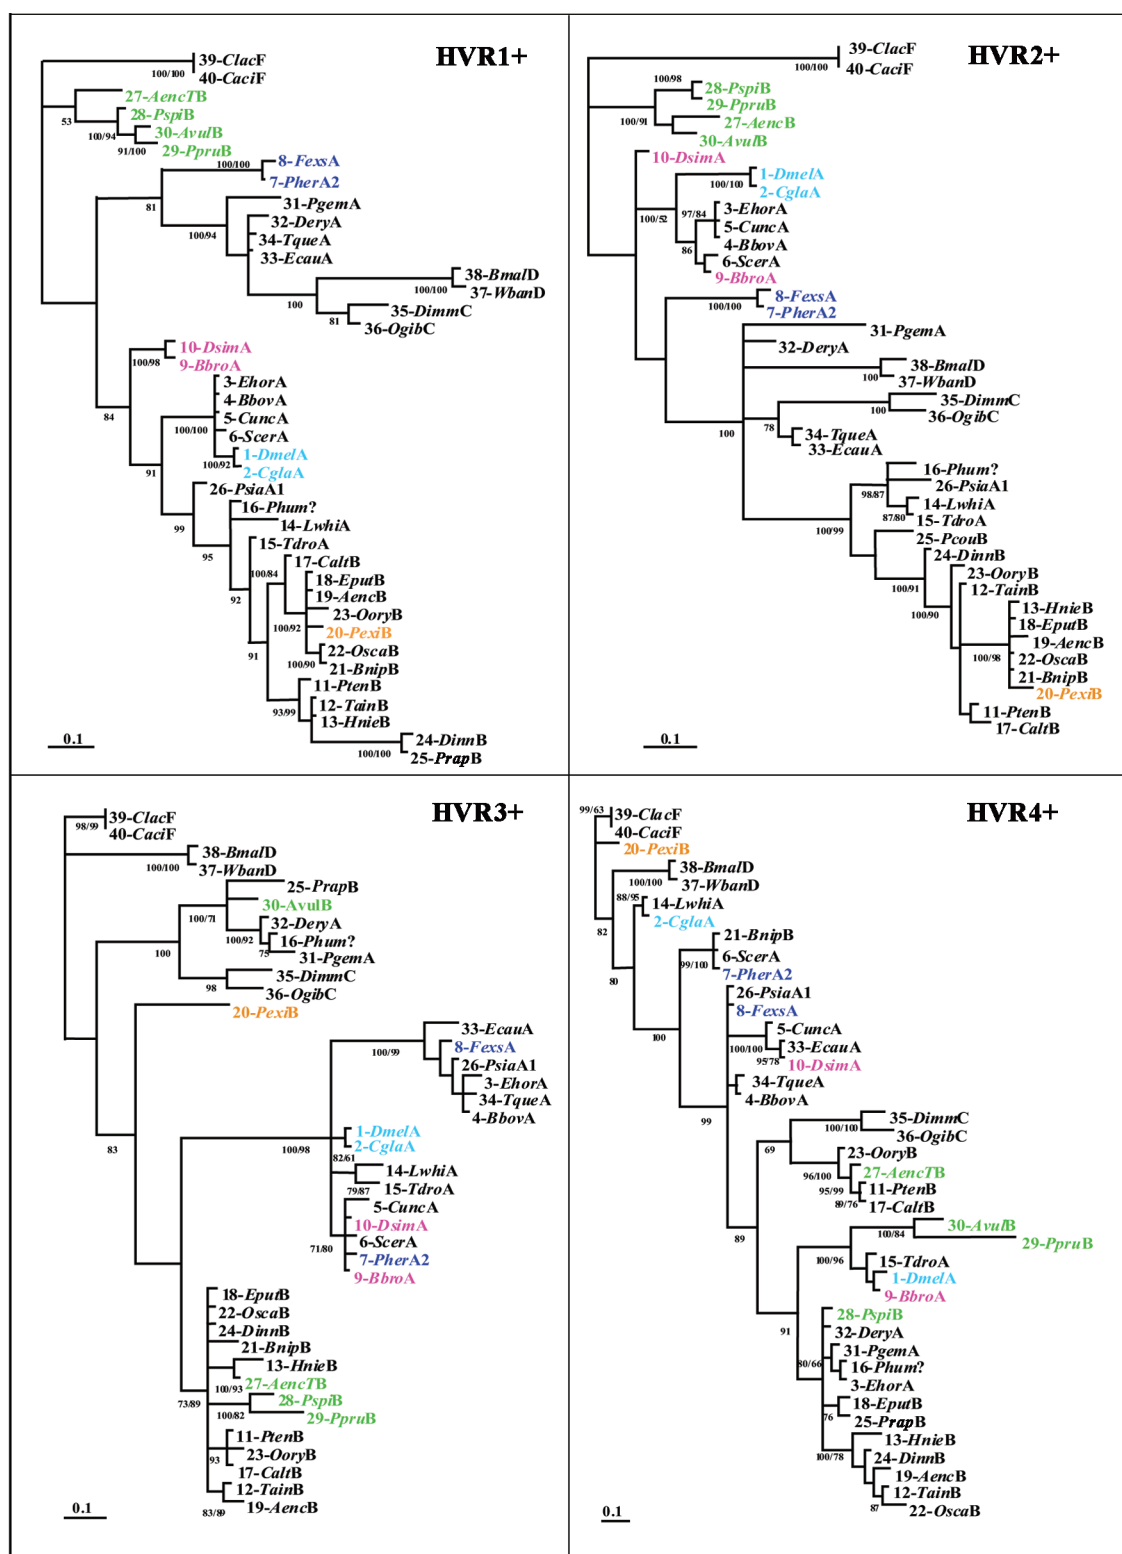 HVR1+
39-ClacF
100/100
40-CaciF
27-AencTB
53
28-PspiB
100/94
30-AvulB
91/100
29-PpruB
100/100
8-FexsA
7-PherA2
81
31-PgemA
32-DeryA
100/94
34-TqueA
33-EcauA
38-BmalD
100/100
37-WbanD
100
35-DimmC
81
36-OgibC
10-DsimA
100/98
9-BbroA
3-EhorA
4-BbovA
84
5-CuncA
100/100
6-ScerA
1-DmelA
100/92
2-CglaA
91
26-PsiaA1
16-Phum?
99
14-LwhiA
15-TdroA
95
17-CaltB
100/84
18-EputB
92
19-AencB
23-OoryB
100/92
20-PexiB
22-OscaB
91
100/90
21-BnipB
11-PtenB
12-TainB
93/99
13-HnieB
24-DinnB
100/100
25-PrapB
0.1
HVR2+
39-ClacF
100/100
40-CaciF
100/98
28-PspiB
29-PpruB
100/91
27-AencB
30-AvulB
10-DsimA
1-DmelA
100/100
2-CglaA
3-EhorA
97/84
100/52
5-CuncA
4-BbovA
86
6-ScerA
9-BbroA
8-FexsA
100/100
7-PherA2
31-PgemA
32-DeryA
38-BmalD
100
37-WbanD
35-DimmC
100
36-OgibC
78
34-TqueA
100
33-EcauA
16-Phum?
26-PsiaA1
98/87
14-LwhiA
87/80
15-TdroA
100/99
25-PcouB
24-DinnB
23-OoryB
100/91
12-TainB
13-HnieB
100/90
18-EputB
19-AencB
100/98
22-OscaB
21-BnipB
20-PexiB
11-PtenB
17-CaltB
0.1
HVR3+
39-ClacF
98/99
40-CaciF
38-BmalD
100/100
37-WbanD
25-PrapB
30-AvulB
100/71
32-DeryA
100/92
16-Phum?
75
31-PgemA
100
35-DimmC
98
36-OgibC
20-PexiB
33-EcauA
8-FexsA
100/99
26-PsiaA1
3-EhorA
34-TqueA
4-BbovA
1-DmelA
83
100/98
2-CglaA
82/61
14-LwhiA
79/87
15-TdroA
5-CuncA
10-DsimA
6-ScerA
71/80
7-PherA2
9-BbroA
18-EputB
22-OscaB
24-DinnB
21-BnipB
13-HnieB
100/93
27-AencTB
28-PspiB
73/89
100/82
29-PpruB
11-PtenB
23-OoryB
93
17-CaltB
12-TainB
83/89
19-AencB
0.1
HVR4+
99/63
39-ClacF
40-CaciF
20-PexiB
38-BmalD
100/100
37-WbanD
88/95
14-LwhiA
2-CglaA
82
21-BnipB
6-ScerA
99/100
7-PherA2
80
26-PsiaA1
8-FexsA
5-CuncA
100
33-EcauA
100/100
95/78
10-DsimA
34-TqueA
4-BbovA
99
35-DimmC
100/100
36-OgibC
69
23-OoryB
27-AencTB
96/100
11-PtenB
95/99
89/76
17-CaltB
30-AvulB
89
100/84
29-PpruB
15-TdroA
100/96
1-DmelA
9-BbroA
28-PspiB
91
32-DeryA
31-PgemA
80/66
16-Phum?
3-EhorA
18-EputB
76
25-PrapB
13-HnieB
100/78
24-DinnB
19-AencB
12-TainB
87
22-OscaB
0.1